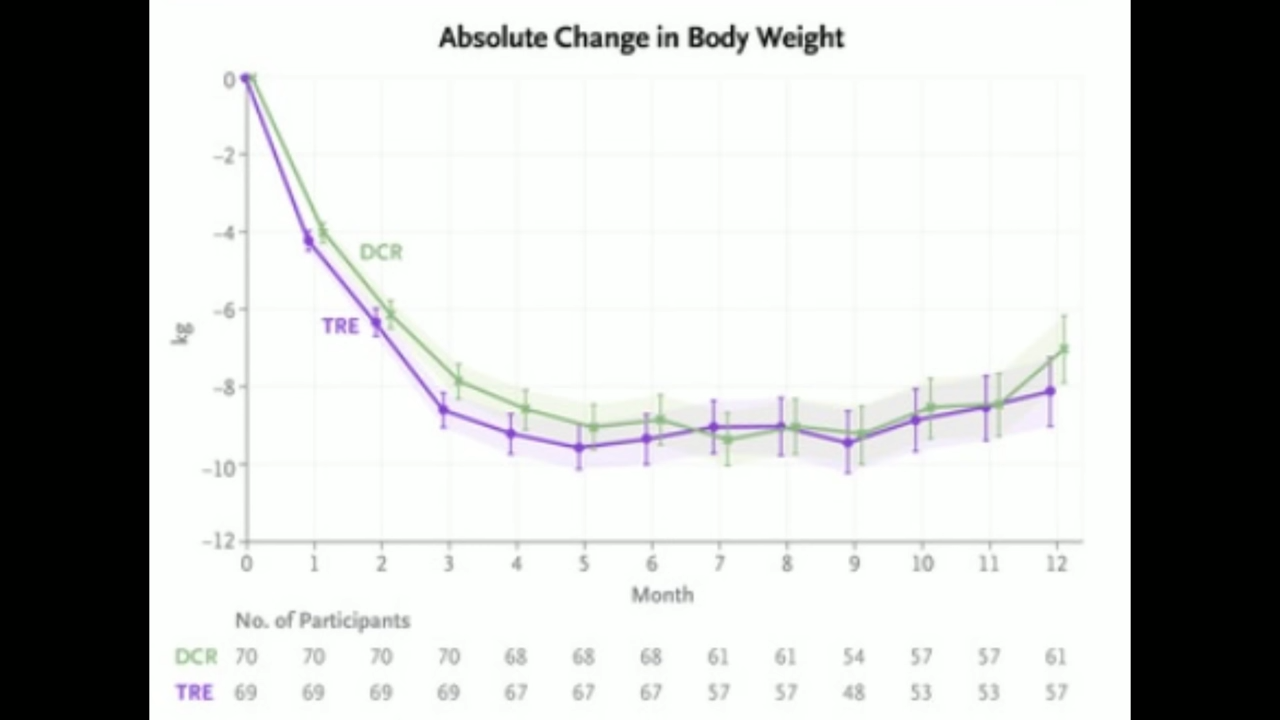 Absolute Change in Body Weight
0
−2
−4
−6
−8
−10
−12
kg
DCR
TRE
0 1 2 3 4 5 6 7 8 9 10 11 12
Month
No. of Participants
DCR 70 70 70 70 68 68 68 61 61 54 57 57 61
TRE 69 69 69 69 67 67 67 57 57 48 53 53 57